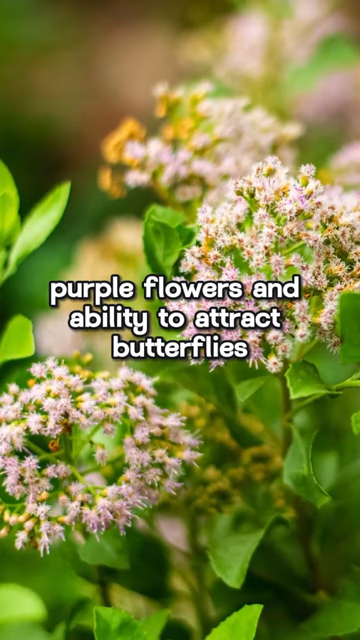 purple flowers and
ability to attract
butterflies